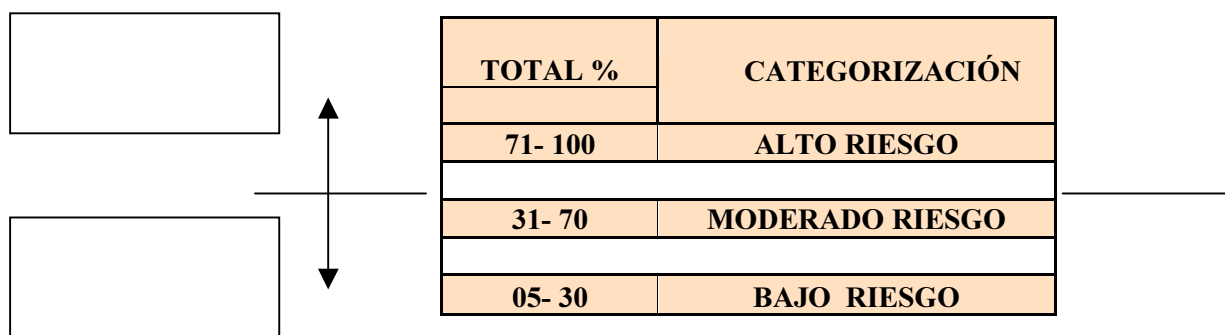 TOTAL % CATEGORIZACIÓN
71- 100 ALTO RIESGO
31- 70 MODERADO RIESGO
05- 30 BAJO RIESGO